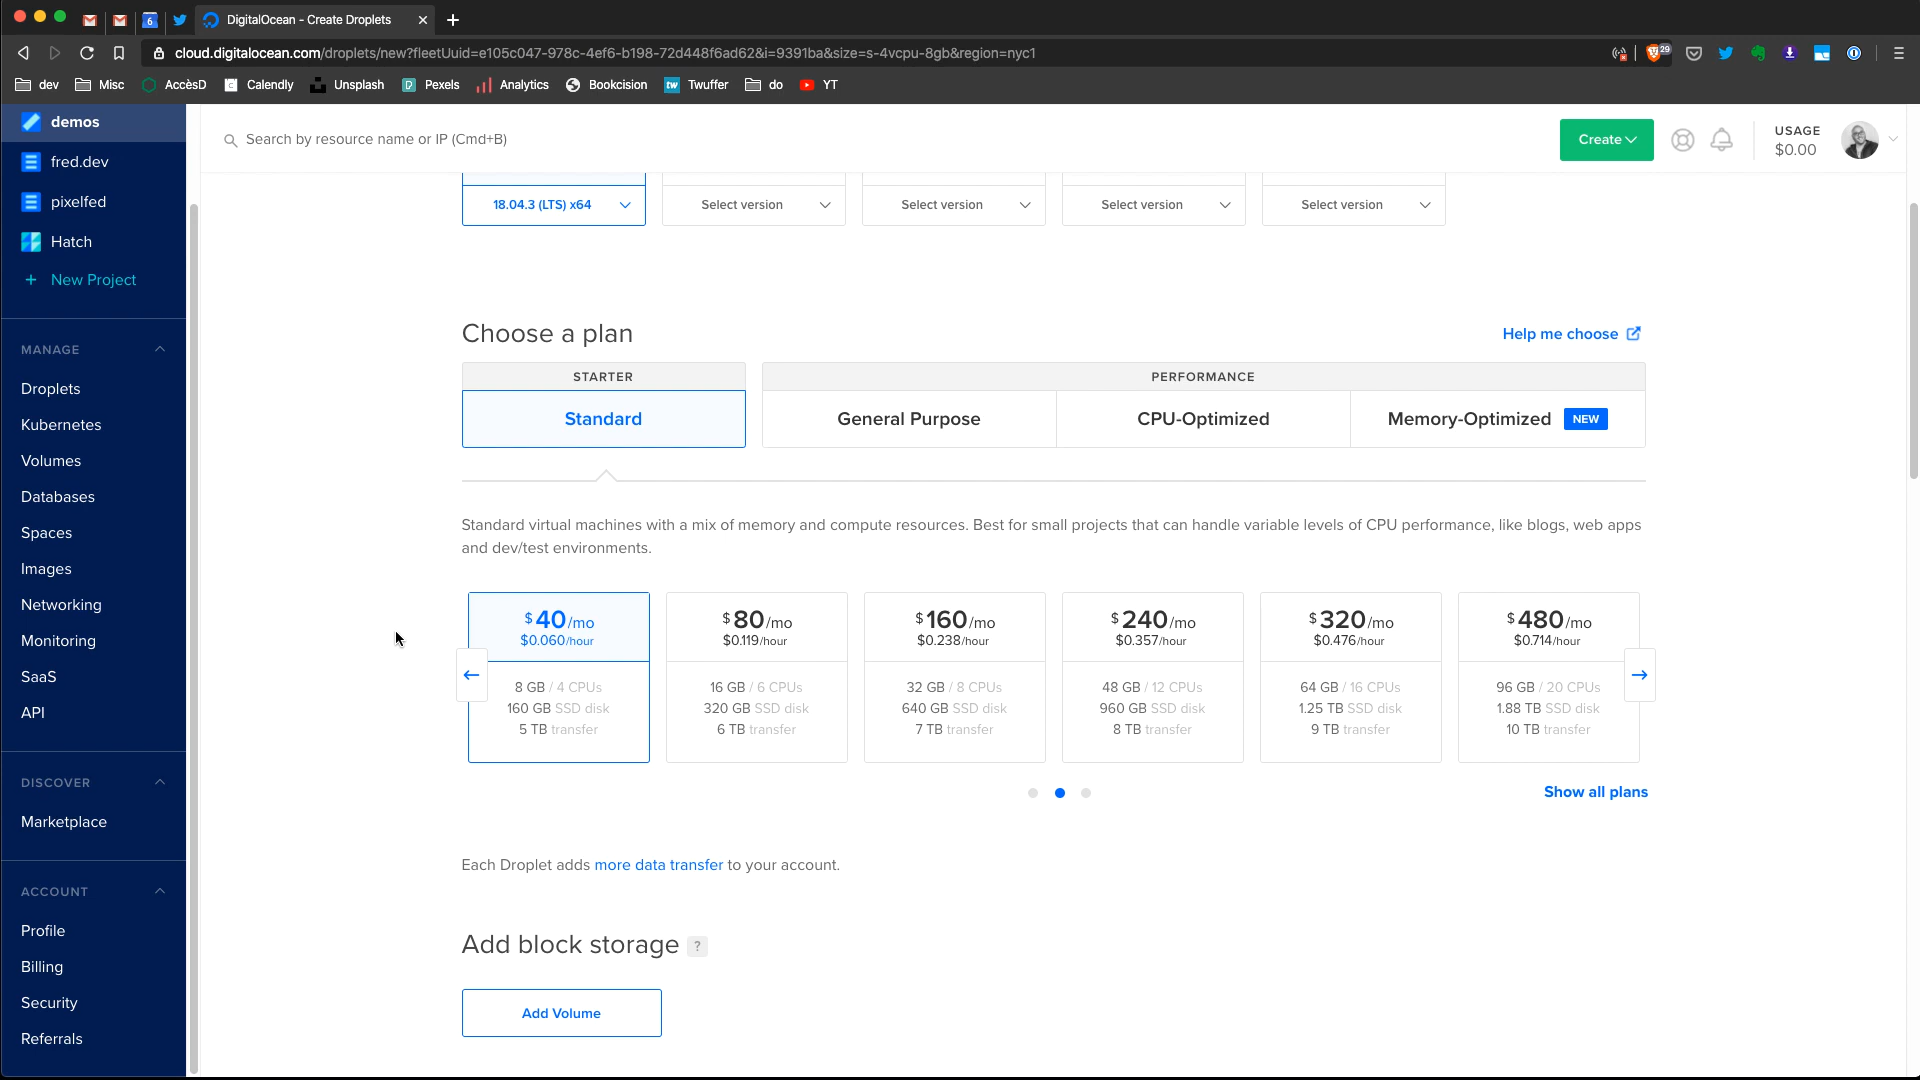 6
DigitalOcean - Create Droplets
cloud.digitalocean.com/droplets/new?fleetUuid=e105c047-978c-4ef6-b198-72d448f6ad62&i=9391ba&size=s-4vcpu-8gb&region=nyc1
29
dev
Misc
AccèsD
Calendly
Unsplash
Pexels
Analytics
Bookcision
tw
Twuffer
do
YT
demos
fred.dev
pixelfed
Hatch
+ New Project
MANAGE
Droplets
Kubernetes
Volumes
Databases
Spaces
Images
Networking
Monitoring
SaaS
API
DISCOVER
Marketplace
ACCOUNT
Profile
Billing
Security
Referrals
Search by resource name or IP (Cmd+B)
Create
USAGE
$0.00
18.04.3 (LTS) x64
Select version
Select version
Select version
Select version
Choose a plan
Help me choose
STARTER
Standard
PERFORMANCE
General Purpose
CPU-Optimized
Memory-Optimized NEW
Standard virtual machines with a mix of memory and compute resources. Best for small projects that can handle variable levels of CPU performance, like blogs, web apps
and dev/test environments.
$ 40/mo
$0.060/hour
8 GB / 4 CPUs
160 GB SSD disk
5 TB transfer
$ 80/mo
$0.119/hour
16 GB / 6 CPUs
320 GB SSD disk
6 TB transfer
$ 160/mo
$0.238/hour
32 GB / 8 CPUs
640 GB SSD disk
7 TB transfer
$ 240/mo
$0.357/hour
48 GB / 12 CPUs
960 GB SSD disk
8 TB transfer
$ 320/mo
$0.476/hour
64 GB / 16 CPUs
1.25 TB SSD disk
9 TB transfer
$ 480/mo
$0.714/hour
96 GB / 20 CPUs
1.88 TB SSD disk
10 TB transfer
Show all plans
Each Droplet adds more data transfer to your account.
Add block storage ?
Add Volume